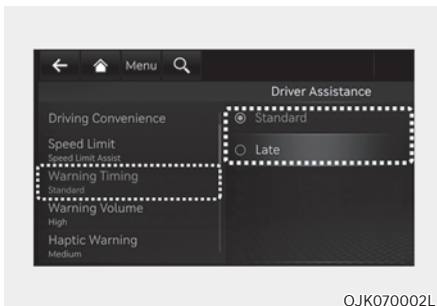 Menu
Driver Assistance
Driving Convenience
Speed Limit
Speed Limit Assist
Warning Timing
Standard
Warning Volume
High
Haptic Warning
Medium
Standard
Late
OJK070002L